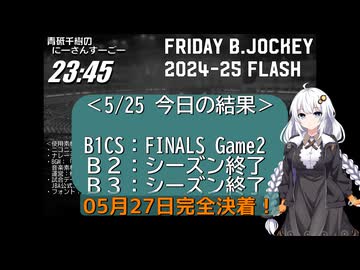 青砥千樹の
にーさんすーごー
23:45
FRIDAY B.JOCKEY
2024-25 FLASH
＜5/25 今日の結果＞
B1CS：FINALS Game2
Ｂ２：シーズン終了
Ｂ３：シーズン終了
05月27日完全決着！